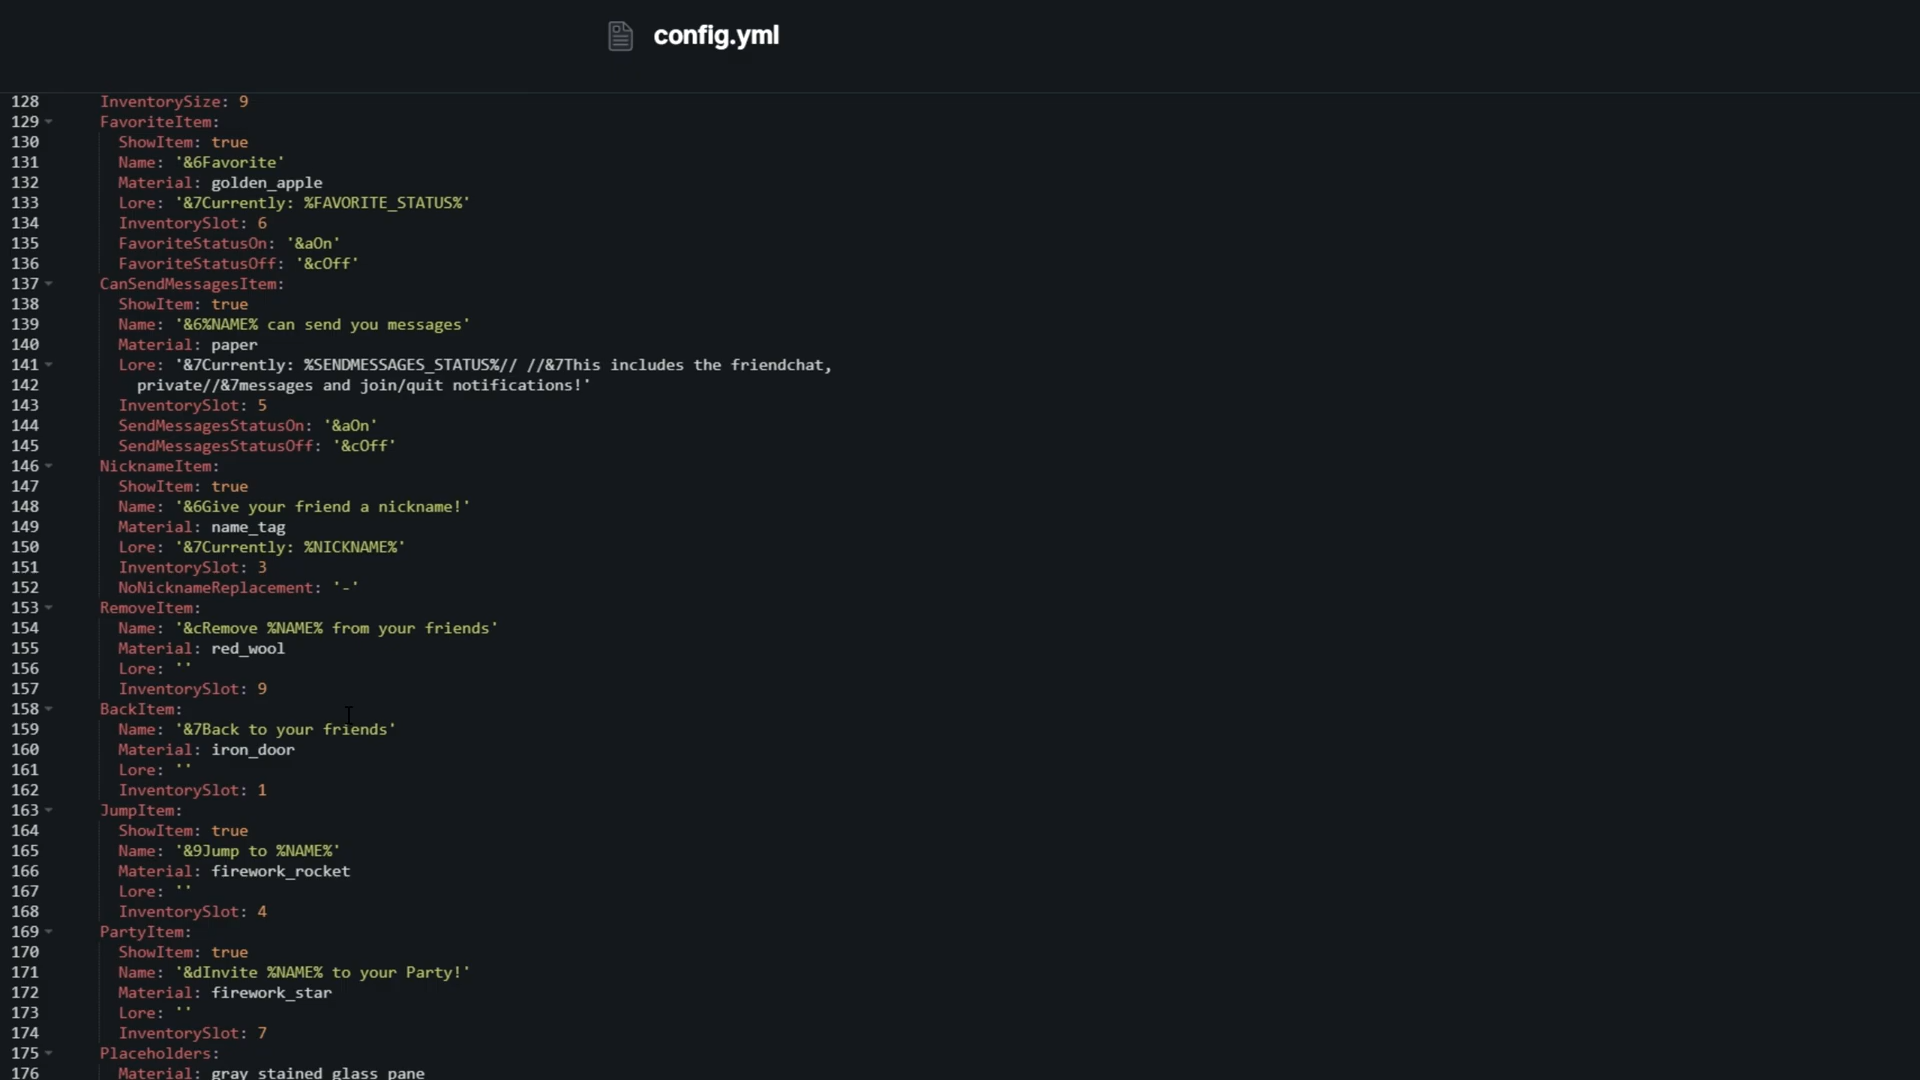 config.yml
128 InventorySize: 9
129 FavoriteItem:
130 ShowItem: true
131 Name: '&6Favorite'
132 Material: golden_apple
133 Lore: '&7Currently: %FAVORITE_STATUS%'
134 InventorySlot: 6
135 FavoriteStatusOn: '&aOn'
136 FavoriteStatusOff: '&cOff'
137 CanSendMessagesItem:
138 ShowItem: true
139 Name: '&6%NAME% can send you messages'
140 Material: paper
141 Lore: '&7Currently: %SENDMESSAGES_STATUS%// //&7This includes the friendchat,
142 private//&7messages and join/quit notifications!'
143 InventorySlot: 5
144 SendMessagesStatusOn: '&aOn'
145 SendMessagesStatusOff: '&cOff'
146 NicknameItem:
147 ShowItem: true
148 Name: '&6Give your friend a nickname!'
149 Material: name_tag
150 Lore: '&7Currently: %NICKNAME%'
151 InventorySlot: 3
152 NoNicknameReplacement: '-'
153 RemoveItem:
154 Name: '&cRemove %NAME% from your friends'
155 Material: red_wool
156 Lore: ''
157 InventorySlot: 9
158 BackItem:
159 Name: '&7Back to your friends'
160 Material: iron_door
161 Lore: ''
162 InventorySlot: 1
163 JumpItem:
164 ShowItem: true
165 Name: '&9Jump to %NAME%'
166 Material: firework_rocket
167 Lore: ''
168 InventorySlot: 4
169 PartyItem:
170 ShowItem: true
171 Name: '&dInvite %NAME% to your Party!'
172 Material: firework_star
173 Lore: ''
174 InventorySlot: 7
175 Placeholders:
176 Material: gray_stained_glass_pane